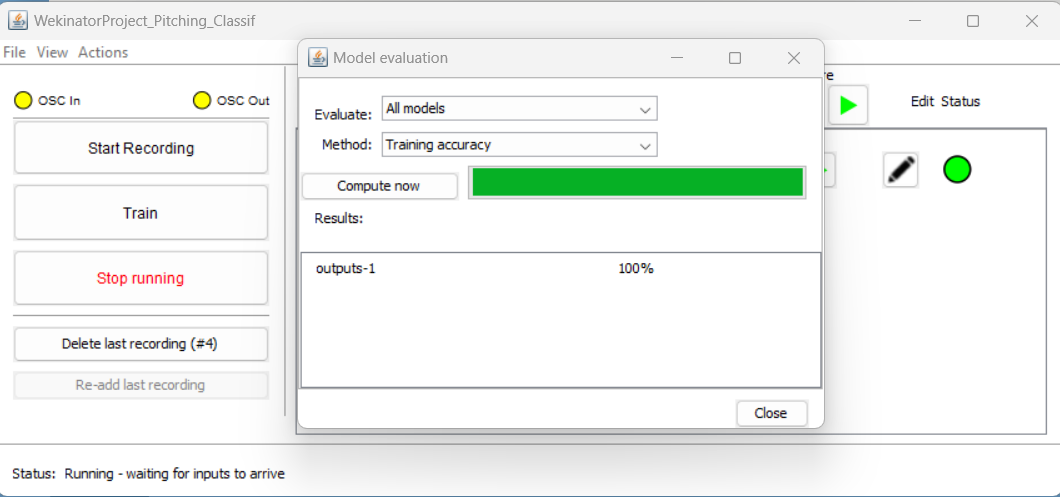 WekinatorProject_Pitching_Classif
File View Actions
Model evaluation
OSC In
OSC Out
Evaluate: All models
Edit Status
Method: Training accuracy
Start Recording
Compute now
Train
Results:
outputs-1 100%
Stop running
Delete last recording (#4)
Re-add last recording
Close
Status: Running - waiting for inputs to arrive